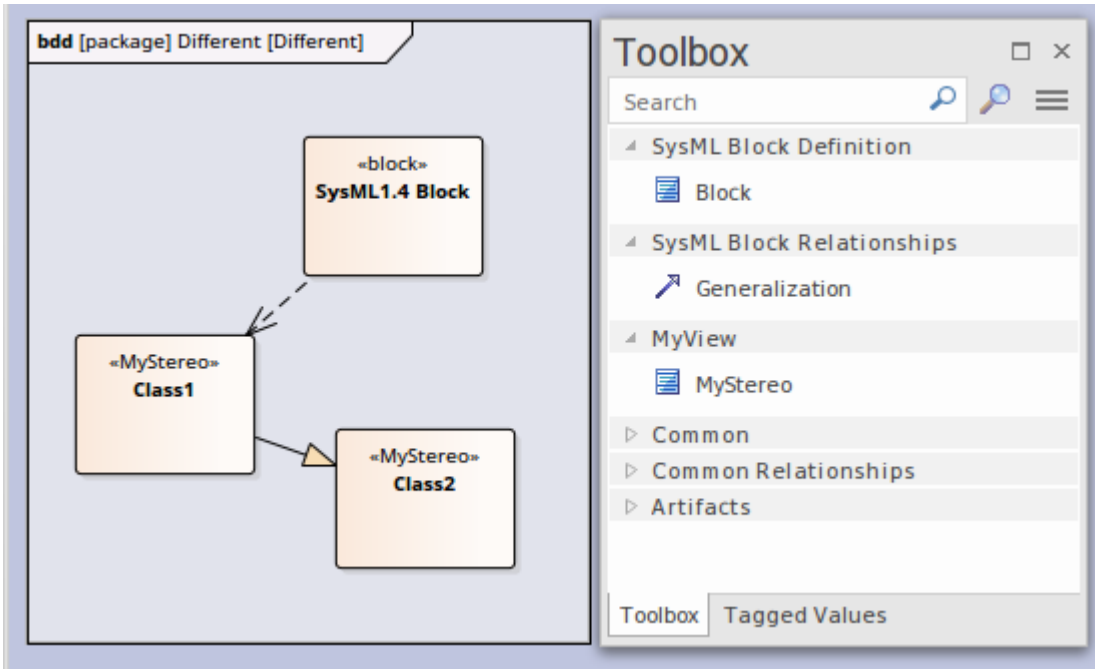 bdd [package] Different [Different]
«block»
SysML1.4 Block
«MyStereo»
Class1
«MyStereo»
Class2
Toolbox
Search
SysML Block Definition
Block
SysML Block Relationships
Generalization
MyView
MyStereo
Common
Common Relationships
Artifacts
Toolbox
Tagged Values